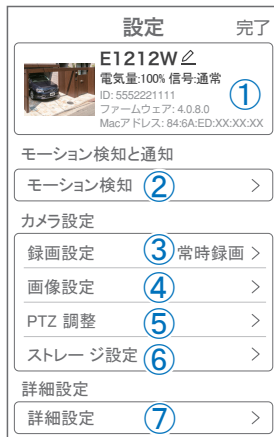 設定 完了
E1212W
電気量:100% 信号:通常
ID: 5552221111
ファームウェア: 4.0.8.0
Macアドレス: 84:6A:ED:XX:XX:XX
①
モーション検知と通知
モーション検知 ② >
カメラ設定
録画設定 ③ 常時録画 >
画像設定 ④ >
PTZ 調整 ⑤ >
ストレージ設定 ⑥ >
詳細設定
詳細設定 ⑦ >